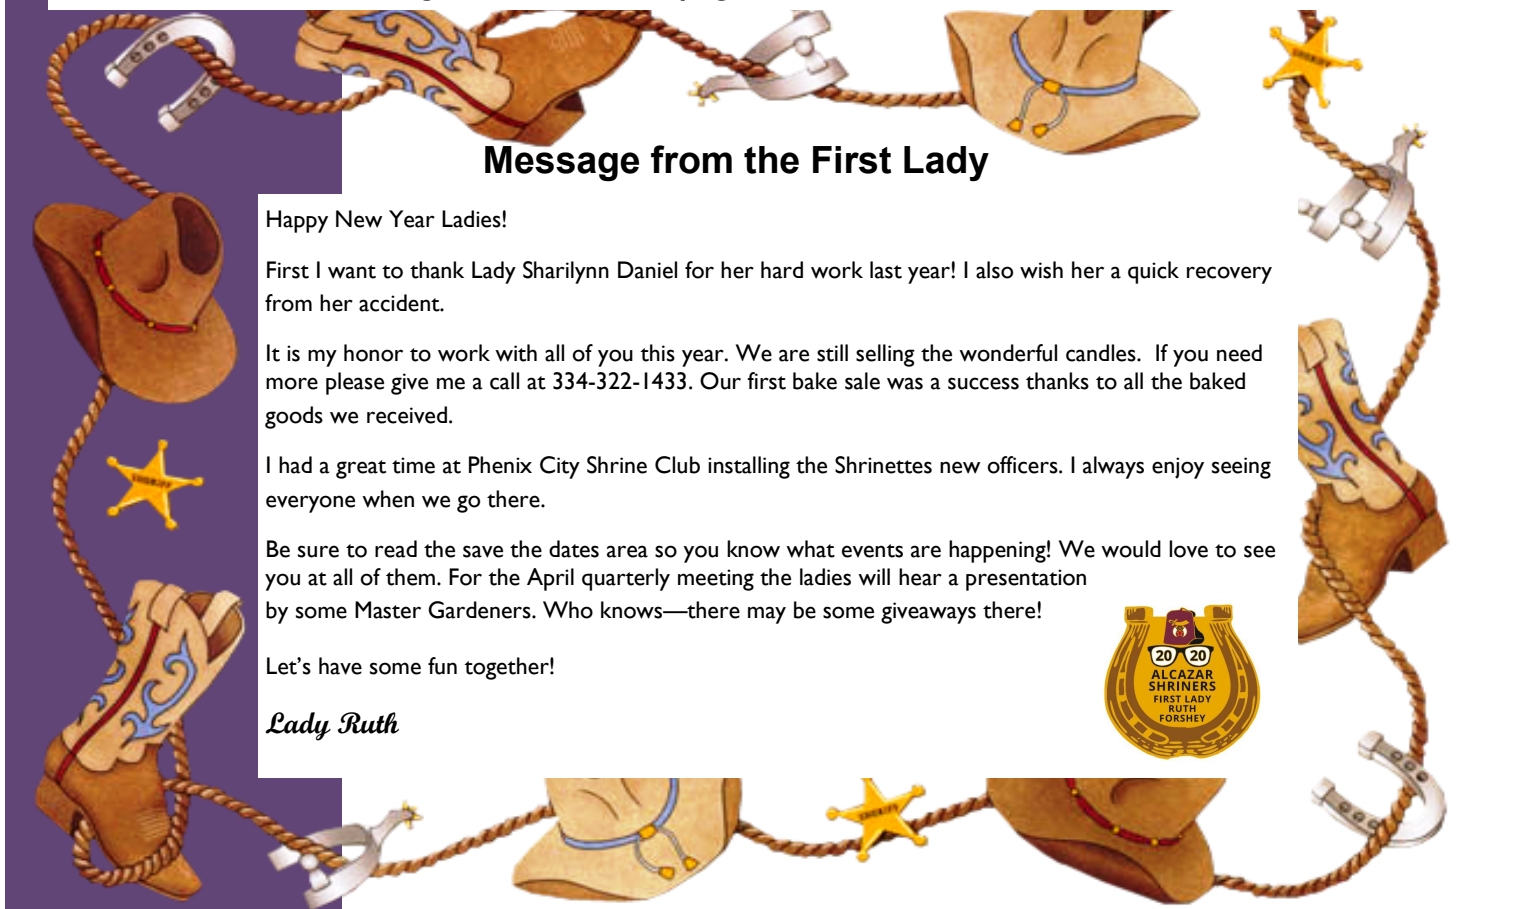 SHERIFF
Message from the First Lady
Happy New Year Ladies!
First I want to thank Lady Sharilynn Daniel for her hard work last year! I also wish her a quick recovery
from her accident.
It is my honor to work with all of you this year. We are still selling the wonderful candles.  If you need
more please give me a call at 334-322-1433. Our first bake sale was a success thanks to all the baked
goods we received.
I had a great time at Phenix City Shrine Club installing the Shrinettes new officers. I always enjoy seeing
everyone when we go there.
SHERIFF
Be sure to read the save the dates area so you know what events are happening! We would love to see
you at all of them. For the April quarterly meeting the ladies will hear a presentation
by some Master Gardeners. Who knows—there may be some giveaways there!
Let’s have some fun together!
Lady Ruth
20 20
ALCAZAR
SHRINERS
FIRST LADY
RUTH
FORSHEY
SHERIFF